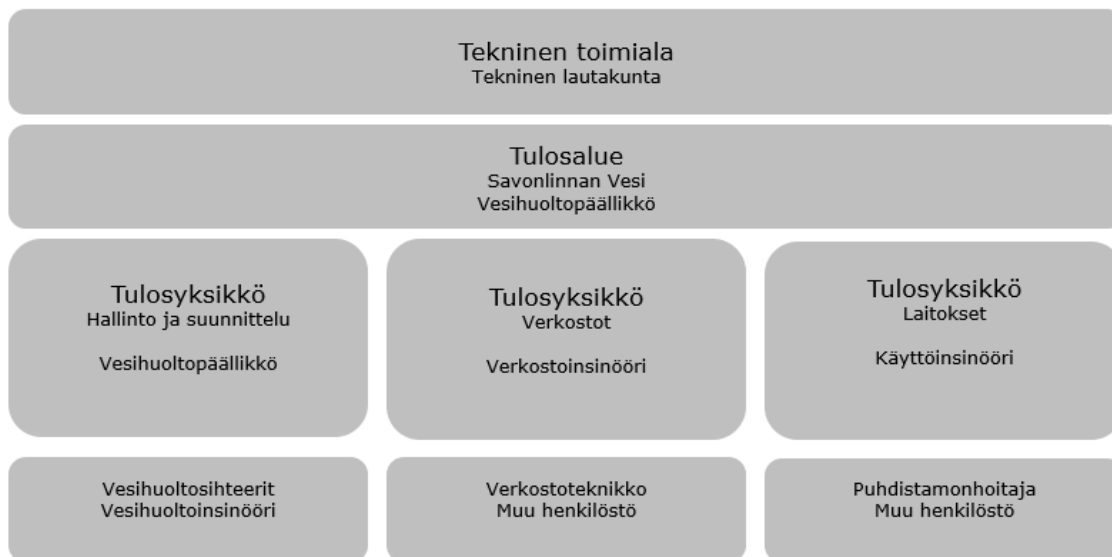 Tekninen toimiala
Tekninen lautakunta
Tulosalue
Savonlinnan Vesi
Vesihuoltopäällikkö
Tulosyksikkö
Hallinto ja suunnittelu
Vesihuoltopäällikkö
Tulosyksikkö
Verkostot
Verkostoinsinööri
Tulosyksikkö
Laitokset
Käyttöinsinööri
Vesihuoltosihteerit
Vesihuoltoinsinööri
Verkostoteknikko
Muu henkilöstö
Puhdistamonhoitaja
Muu henkilöstö